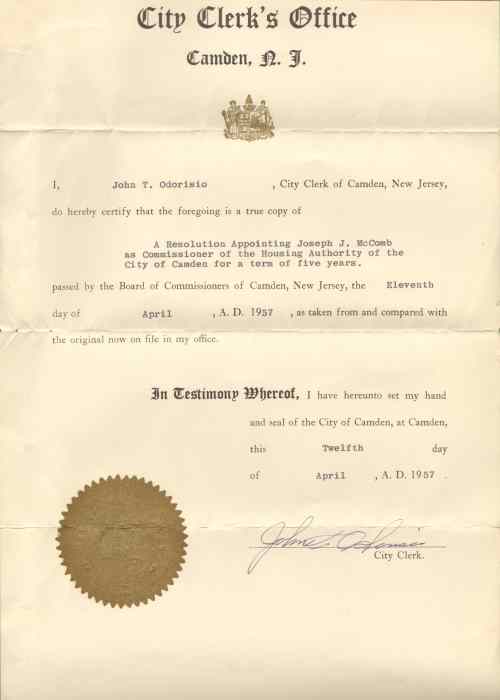 City Clerk's Office
Camden, N. J.
I, John T. Odorisio , City Clerk of Camden, New Jersey,
do hereby certify that the foregoing is a true copy of
A Resolution Appointing Joseph J. McComb
as Commissioner of the Housing Authority of the
City of Camden for a term of five years.
passed by the Board of Commissioners of Camden, New Jersey, the Eleventh
day of April , A. D. 1957 , as taken from and compared with
the original now on file in my office.
In Testimony Whereof, I have hereunto set my hand
and seal of the City of Camden, at Camden,
this Twelfth day
of April , A. D. 1957 .
John T. Odorisio
City Clerk.